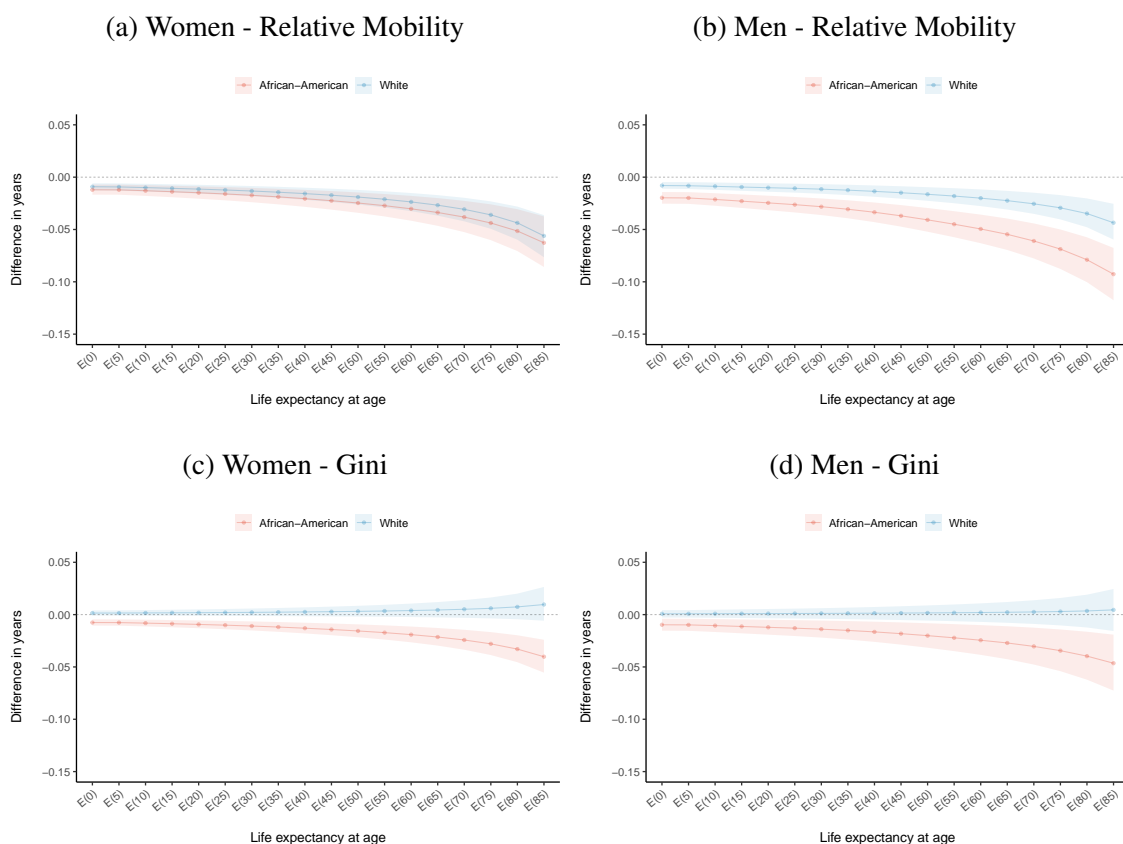 (a) Women - Relative Mobility
African−American White
0.05
0.00
−0.05
−0.10
−0.15
Difference in years
E(0) E(5) E(10) E(15) E(20) E(25) E(30) E(35) E(40) E(45) E(50) E(55) E(60) E(65) E(70) E(75) E(80) E(85)
Life expectancy at age
(b) Men - Relative Mobility
African−American White
0.05
0.00
−0.05
−0.10
−0.15
Difference in years
E(0) E(5) E(10) E(15) E(20) E(25) E(30) E(35) E(40) E(45) E(50) E(55) E(60) E(65) E(70) E(75) E(80) E(85)
Life expectancy at age
(c) Women - Gini
African−American White
0.05
0.00
−0.05
−0.10
−0.15
Difference in years
E(0) E(5) E(10) E(15) E(20) E(25) E(30) E(35) E(40) E(45) E(50) E(55) E(60) E(65) E(70) E(75) E(80) E(85)
Life expectancy at age
(d) Men - Gini
African−American White
0.05
0.00
−0.05
−0.10
−0.15
Difference in years
E(0) E(5) E(10) E(15) E(20) E(25) E(30) E(35) E(40) E(45) E(50) E(55) E(60) E(65) E(70) E(75) E(80) E(85)
Life expectancy at age